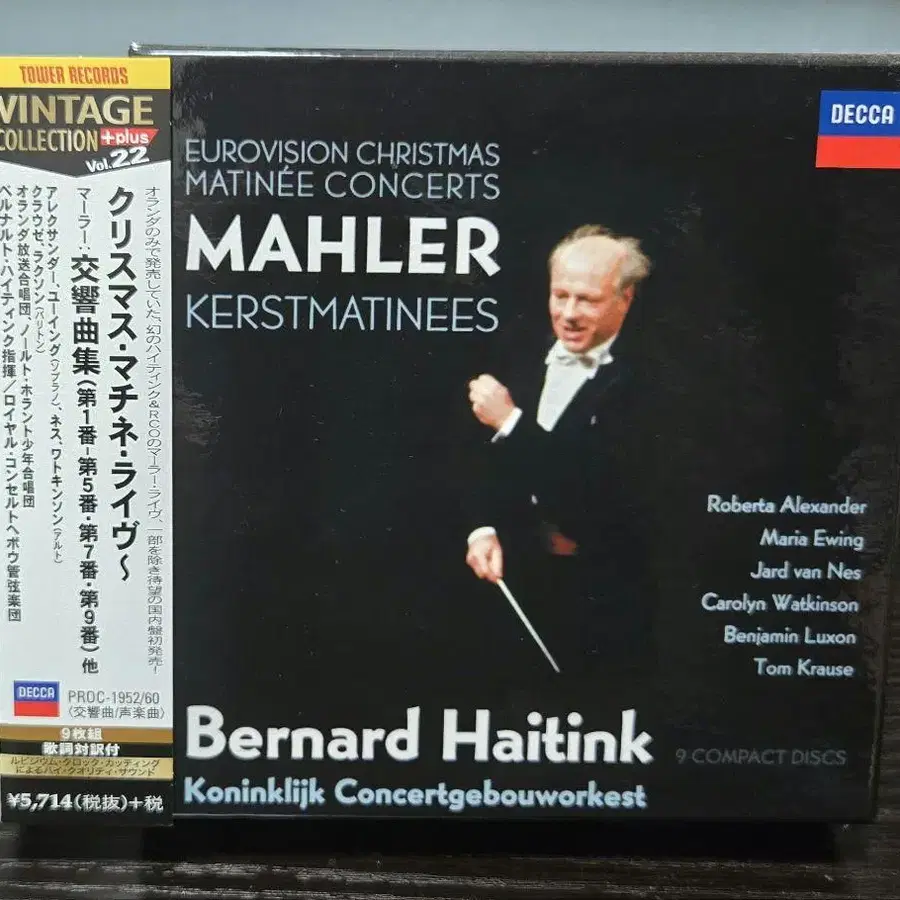 TOWER RECORDS
VINTAGE
COLLECTION +plus
Vol.22
オランダのみで発売していた、幻のハイティンク&RCOのマーラー・ライヴ、一部を除き待望の国内盤初発売!
クリスマス・マチネ・ライヴ〜
マーラー:交響曲集(第1番-第5番・第7番・第9番)他
アレクサンダー、ユーイング(ソプラノ)、ネス、ワトキンソン(アルト)
クラウゼ、ラクソン(バリトン)
オランダ放送合唱団、ノールト・ホラント少年合唱団
ベルナルト・ハイティンク指揮/ロイヤル・コンセルトヘボウ管弦楽団
DECCA
PROC-1952/60
〈交響曲/声楽曲〉
9枚組
歌詞対訳付
ルビジウム・クロック・カッティング
によるハイ・クオリティ・サウンド
¥5,714(税抜)+税
DECCA
EUROVISION CHRISTMAS
MATINÉE CONCERTS
MAHLER
KERSTMATINEES
Roberta Alexander
Maria Ewing
Jard van Nes
Carolyn Watkinson
Benjamin Luxon
Tom Krause
Bernard Haitink
9 COMPACT DISCS
Koninklijk Concertgebouworkest